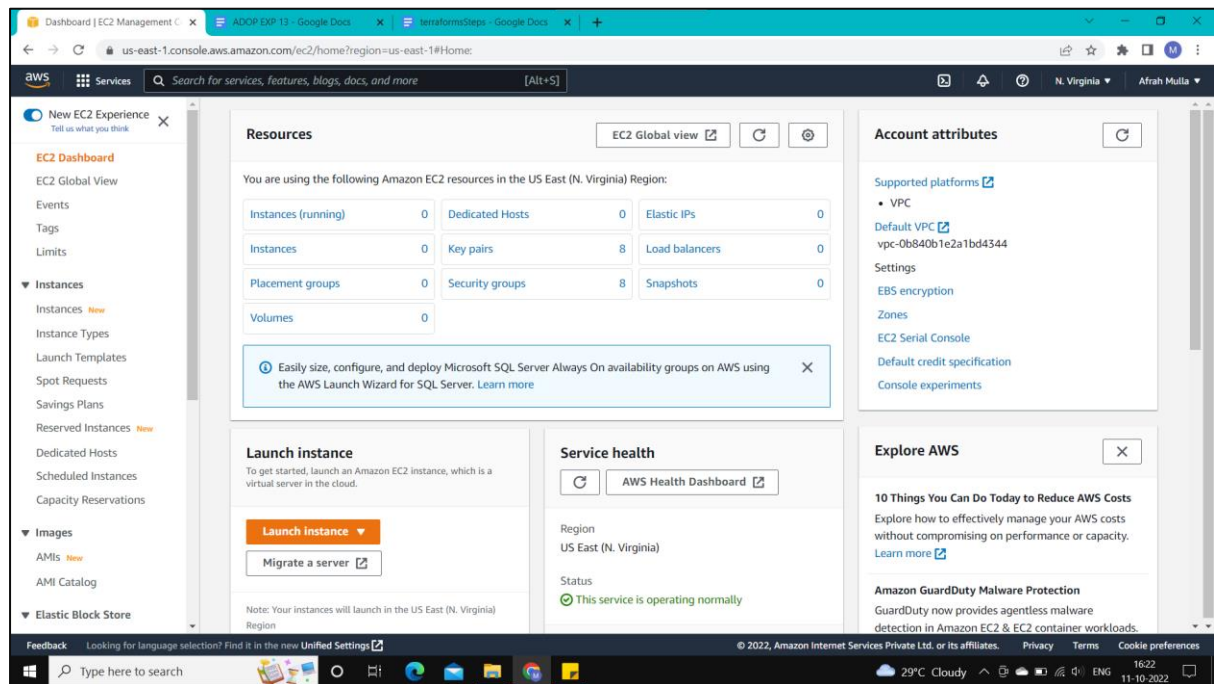 Dashboard | EC2 Management C
ADOP EXP 13 - Google Docs
terraformsSteps - Google Docs
us-east-1.console.aws.amazon.com/ec2/home?region=us-east-1#Home:
M
aws
Services
Search for services, features, blogs, docs, and more
[Alt+S]
N. Virginia
Afrah Mulla
New EC2 Experience
Tell us what you think
EC2 Dashboard
EC2 Global View
Events
Tags
Limits
Instances
Instances New
Instance Types
Launch Templates
Spot Requests
Savings Plans
Reserved Instances New
Dedicated Hosts
Scheduled Instances
Capacity Reservations
Images
AMIs New
AMI Catalog
Elastic Block Store
Resources
EC2 Global view
You are using the following Amazon EC2 resources in the US East (N. Virginia) Region:
Instances (running) 0
Dedicated Hosts 0
Elastic IPs 0
Instances 0
Key pairs 8
Load balancers 0
Placement groups 0
Security groups 8
Snapshots 0
Volumes 0
Easily size, configure, and deploy Microsoft SQL Server Always On availability groups on AWS using
the AWS Launch Wizard for SQL Server. Learn more
Launch instance
To get started, launch an Amazon EC2 instance, which is a
virtual server in the cloud.
Launch instance
Migrate a server
Note: Your instances will launch in the US East (N. Virginia)
Region
Service health
AWS Health Dashboard
Region
US East (N. Virginia)
Status
This service is operating normally
Account attributes
Supported platforms
• VPC
Default VPC
vpc-0b840b1e2a1bd4344
Settings
EBS encryption
Zones
EC2 Serial Console
Default credit specification
Console experiments
Explore AWS
10 Things You Can Do Today to Reduce AWS Costs
Explore how to effectively manage your AWS costs
without compromising on performance or capacity.
Learn more
Amazon GuardDuty Malware Protection
GuardDuty now provides agentless malware
detection in Amazon EC2 & EC2 container workloads.
Feedback
Looking for language selection? Find it in the new Unified Settings
© 2022, Amazon Internet Services Private Ltd. or its affiliates.
Privacy
Terms
Cookie preferences
Type here to search
29°C Cloudy
ENG
16:22
11-10-2022